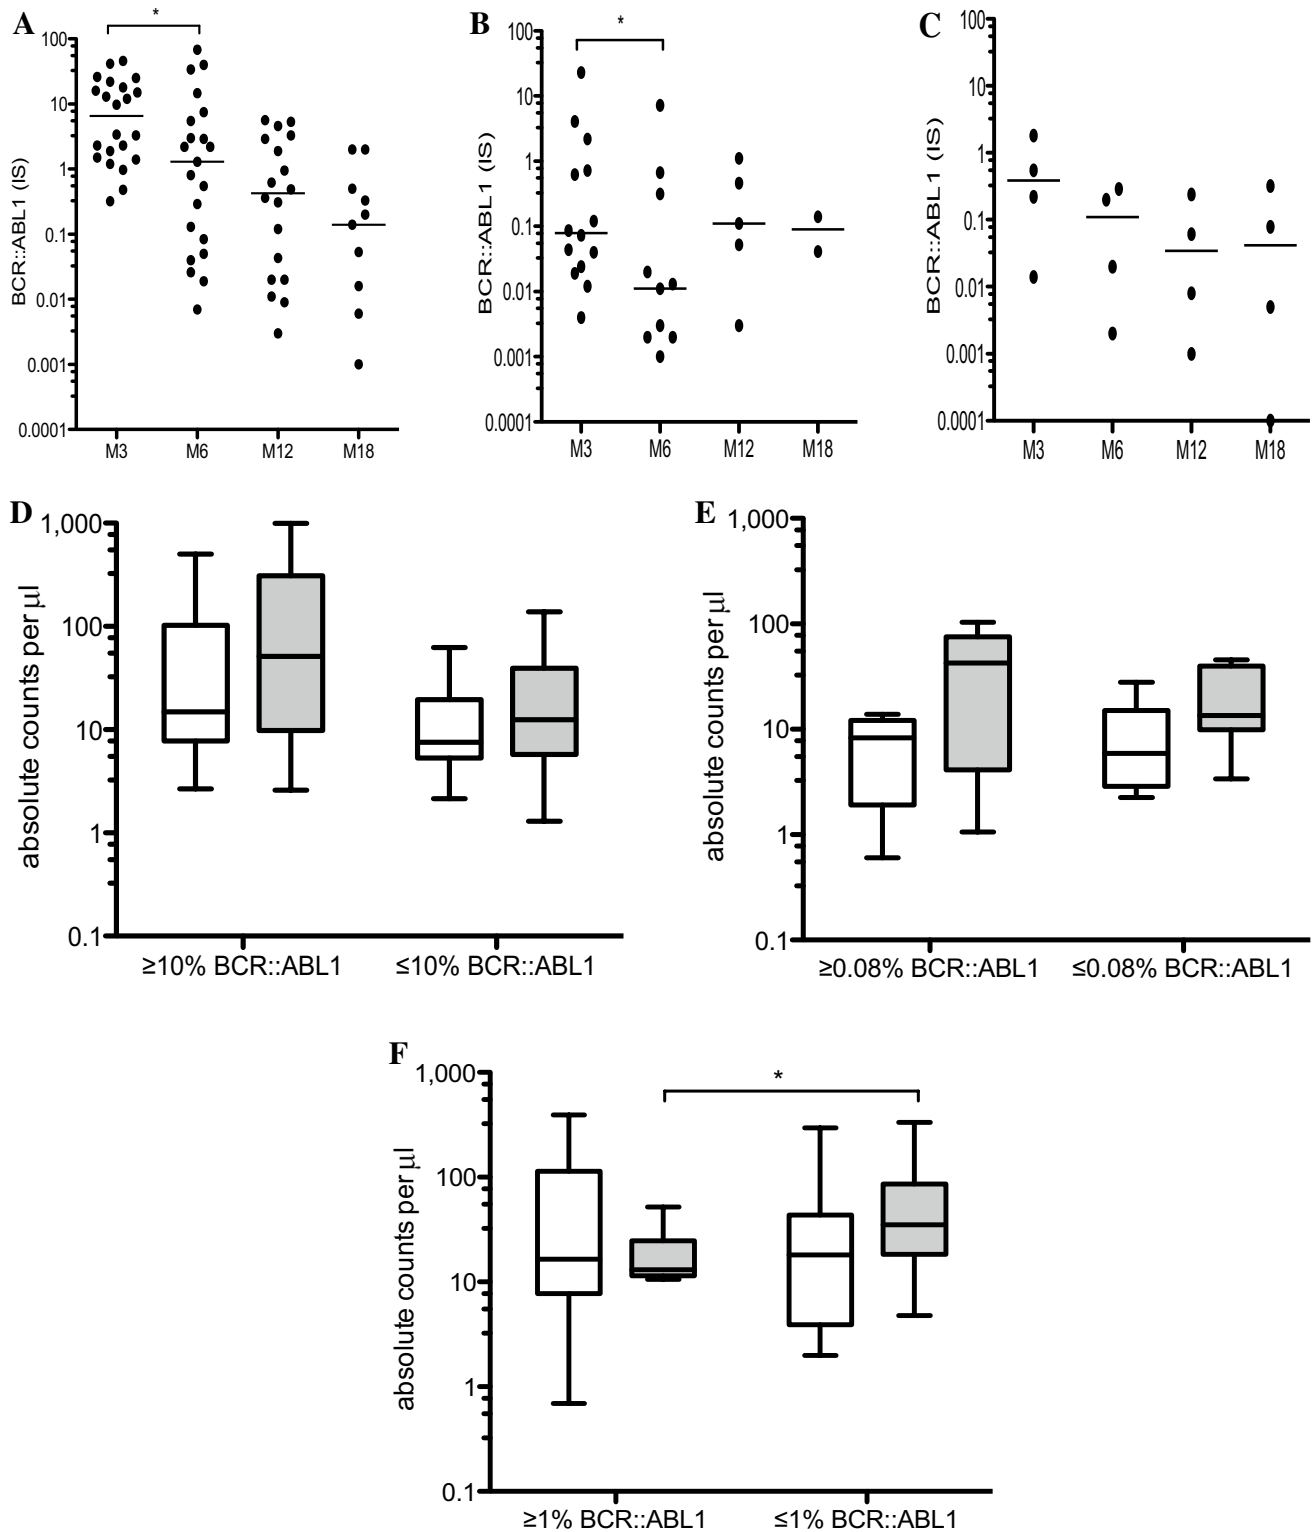 A
*
BCR::ABL1 (IS)
100
10
1
0.1
0.01
0.001
0.0001
M3 M6 M12 M18
B
*
BCR::ABL1 (IS)
100
10
1
0.1
0.01
0.001
0.0001
M3 M6 M12 M18
C
BCR::ABL1 (IS)
100
10
1
0.1
0.01
0.001
0.0001
M3 M6 M12 M18
D
absolute counts per µl
1,000
100
10
1
0.1
≥10% BCR::ABL1 ≤10% BCR::ABL1
E
absolute counts per µl
1,000
100
10
1
0.1
≥0.08% BCR::ABL1 ≤0.08% BCR::ABL1
F
*
absolute counts per µl
1,000
100
10
1
0.1
≥1% BCR::ABL1 ≤1% BCR::ABL1